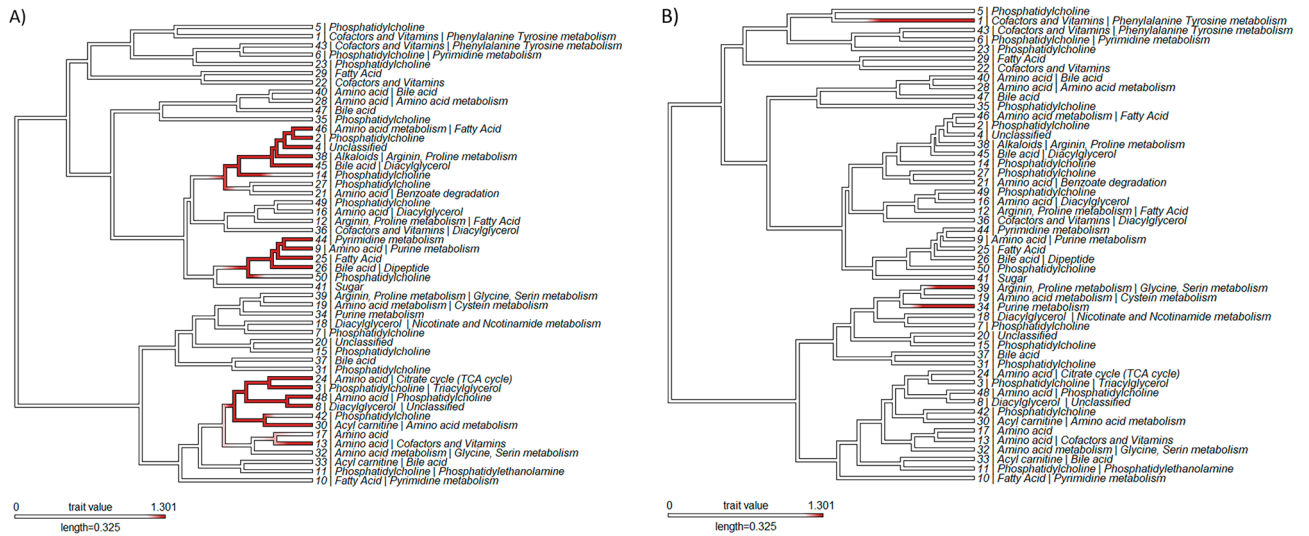 A)
5 | Phosphatidylcholine
1 | Cofactors and Vitamins | Phenylalanine Tyrosine metabolism
43 | Cofactors and Vitamins | Phenylalanine Tyrosine metabolism
6 | Phosphatidylcholine | Pyrimidine metabolism
23 | Phosphatidylcholine
29 | Fatty Acid
22 | Cofactors and Vitamins
40 | Amino acid | Bile acid
28 | Amino acid | Amino acid metabolism
47 | Bile acid
35 | Phosphatidylcholine
46 | Amino acid metabolism | Fatty Acid
2 | Phosphatidylcholine
4 | Unclassified
38 | Alkaloids | Arginin, Proline metabolism
45 | Bile acid | Diacylglycerol
14 | Phosphatidylcholine
27 | Phosphatidylcholine
21 | Amino acid | Benzoate degradation
49 | Phosphatidylcholine
16 | Amino acid | Diacylglycerol
12 | Arginin, Proline metabolism | Fatty Acid
36 | Cofactors and Vitamins | Diacylglycerol
44 | Pyrimidine metabolism
9 | Amino acid | Purine metabolism
25 | Fatty Acid
26 | Bile acid | Dipeptide
50 | Phosphatidylcholine
41 | Sugar
39 | Arginin, Proline metabolism | Glycine, Serin metabolism
19 | Amino acid metabolism | Cystein metabolism
34 | Purine metabolism
18 | Diacylglycerol | Nicotinate and Ncotinamide metabolism
7 | Phosphatidylcholine
20 | Unclassified
15 | Phosphatidylcholine
37 | Bile acid
31 | Phosphatidylcholine
24 | Amino acid | Citrate cycle (TCA cycle)
3 | Phosphatidylcholine | Triacylglycerol
48 | Amino acid | Phosphatidylcholine
8 | Diacylglycerol | Unclassified
42 | Phosphatidylcholine
30 | Acyl carnitine | Amino acid metabolism
17 | Amino acid
13 | Amino acid | Cofactors and Vitamins
32 | Amino acid metabolism | Glycine, Serin metabolism
33 | Acyl carnitine | Bile acid
11 | Phosphatidylcholine | Phosphatidylethanolamine
10 | Fatty Acid | Pyrimidine metabolism
0 trait value 1.301
length=0.325
B)
5 | Phosphatidylcholine
1 | Cofactors and Vitamins | Phenylalanine Tyrosine metabolism
43 | Cofactors and Vitamins | Phenylalanine Tyrosine metabolism
6 | Phosphatidylcholine | Pyrimidine metabolism
23 | Phosphatidylcholine
29 | Fatty Acid
22 | Cofactors and Vitamins
40 | Amino acid | Bile acid
28 | Amino acid | Amino acid metabolism
47 | Bile acid
35 | Phosphatidylcholine
46 | Amino acid metabolism | Fatty Acid
2 | Phosphatidylcholine
4 | Unclassified
38 | Alkaloids | Arginin, Proline metabolism
45 | Bile acid | Diacylglycerol
14 | Phosphatidylcholine
27 | Phosphatidylcholine
21 | Amino acid | Benzoate degradation
49 | Phosphatidylcholine
16 | Amino acid | Diacylglycerol
12 | Arginin, Proline metabolism | Fatty Acid
36 | Cofactors and Vitamins | Diacylglycerol
44 | Pyrimidine metabolism
9 | Amino acid | Purine metabolism
25 | Fatty Acid
26 | Bile acid | Dipeptide
50 | Phosphatidylcholine
41 | Sugar
39 | Arginin, Proline metabolism | Glycine, Serin metabolism
19 | Amino acid metabolism | Cystein metabolism
34 | Purine metabolism
18 | Diacylglycerol | Nicotinate and Ncotinamide metabolism
7 | Phosphatidylcholine
20 | Unclassified
15 | Phosphatidylcholine
37 | Bile acid
31 | Phosphatidylcholine
24 | Amino acid | Citrate cycle (TCA cycle)
3 | Phosphatidylcholine | Triacylglycerol
48 | Amino acid | Phosphatidylcholine
8 | Diacylglycerol | Unclassified
42 | Phosphatidylcholine
30 | Acyl carnitine | Amino acid metabolism
17 | Amino acid
13 | Amino acid | Cofactors and Vitamins
32 | Amino acid metabolism | Glycine, Serin metabolism
33 | Acyl carnitine | Bile acid
11 | Phosphatidylcholine | Phosphatidylethanolamine
10 | Fatty Acid | Pyrimidine metabolism
0 trait value 1.301
length=0.325